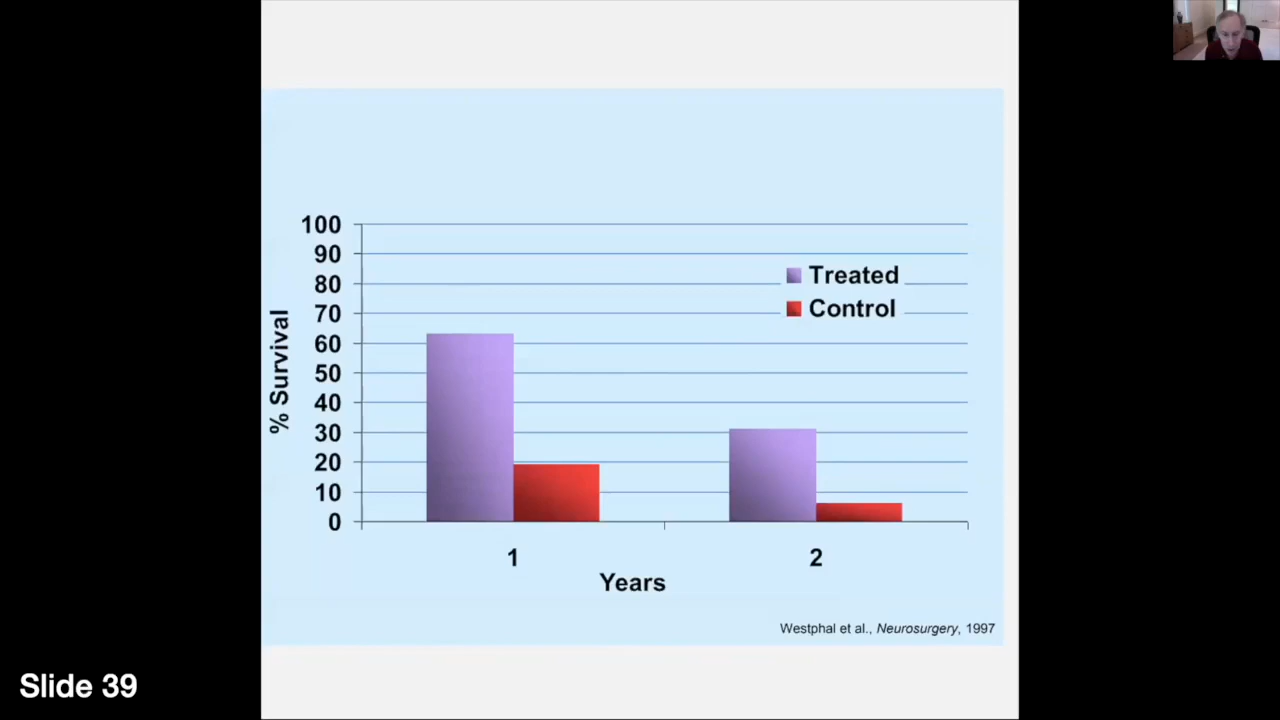 100
90
80
70
60
50
40
30
20
10
0
% Survival
Treated
Control
1
2
Years
Westphal et al., Neurosurgery, 1997
Slide 39